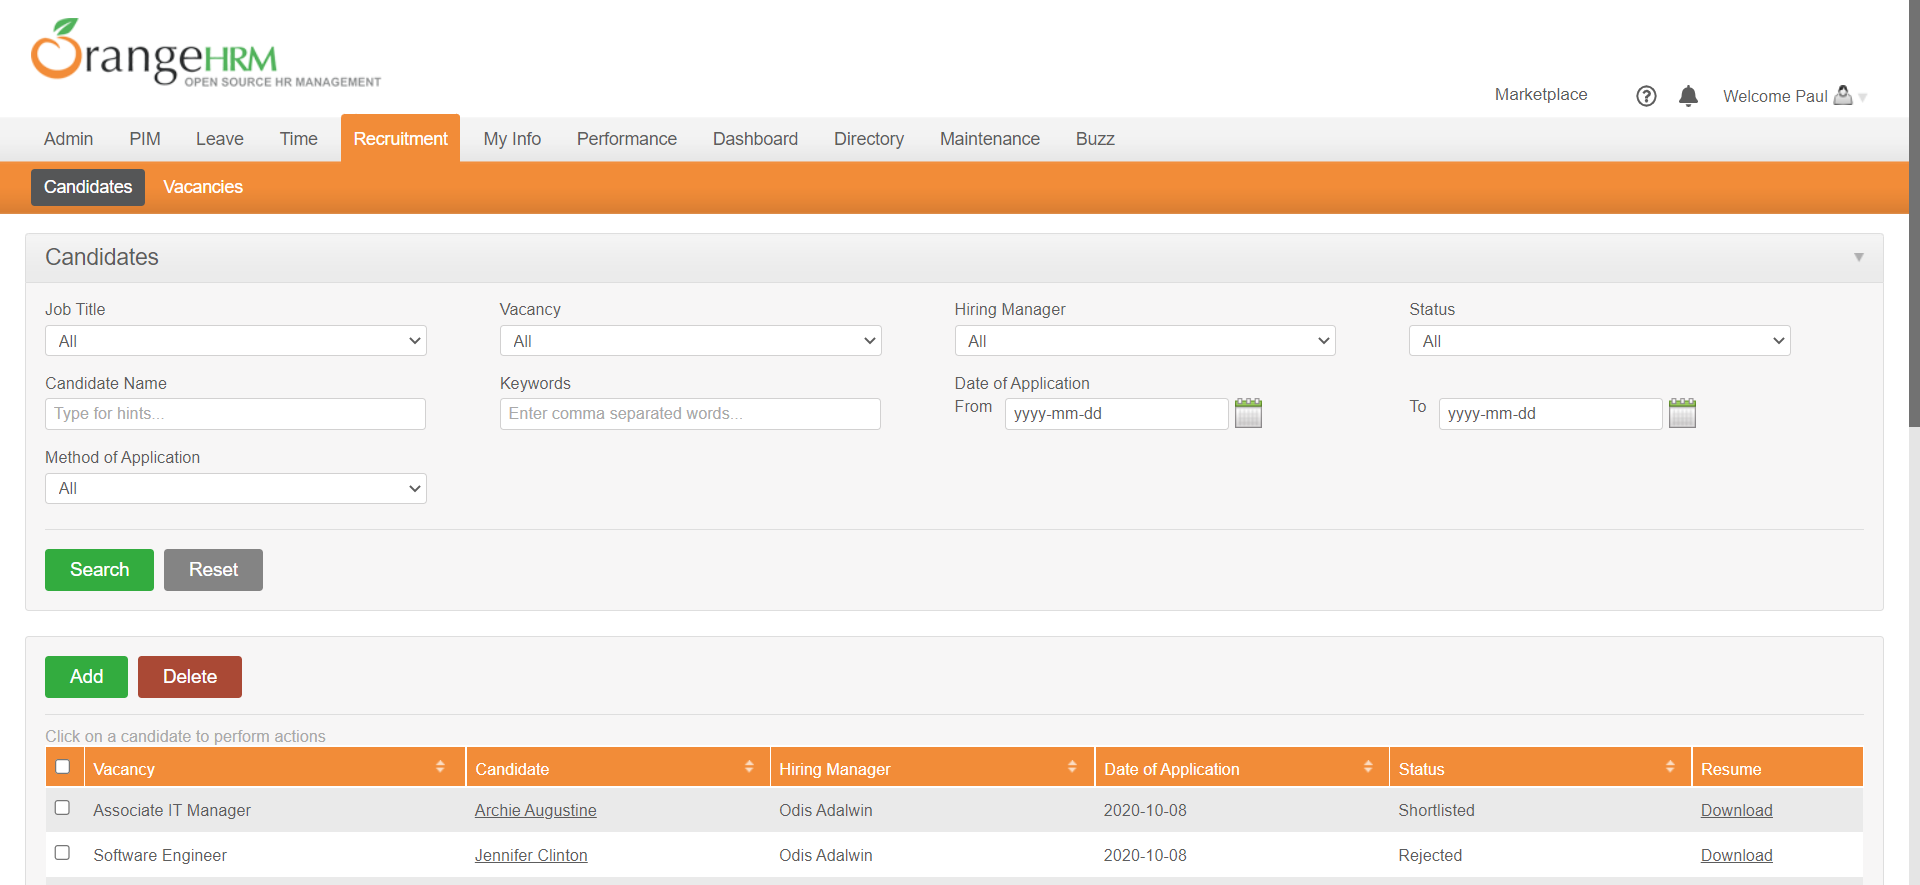 OrangeHRM
OPEN SOURCE HR MANAGEMENT
Marketplace
Welcome Paul
Admin PIM Leave Time Recruitment My Info Performance Dashboard Directory Maintenance Buzz
Candidates Vacancies
Candidates
Job Title Vacancy Hiring Manager Status
All All All All
Candidate Name Keywords Date of Application
Type for hints... Enter comma separated words... From yyyy-mm-dd To yyyy-mm-dd
Method of Application
All
Search Reset
Add Delete
Click on a candidate to perform actions
Vacancy Candidate Hiring Manager Date of Application Status Resume
Associate IT Manager Archie Augustine Odis Adalwin 2020-10-08 Shortlisted Download
Software Engineer Jennifer Clinton Odis Adalwin 2020-10-08 Rejected Download